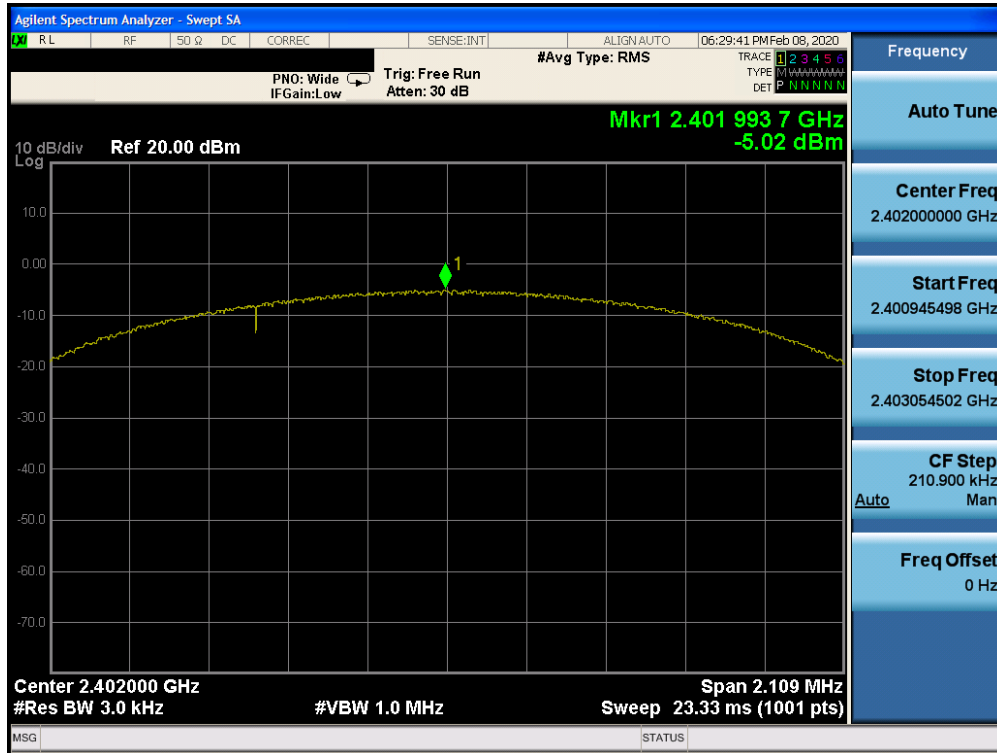 Agilent Spectrum Analyzer - Swept SA
LXI RL RF 50 Ω DC CORREC SENSE:INT ALIGN AUTO 06:29:41 PM Feb 08, 2020
Frequency
#Avg Type: RMS
TRACE 1 2 3 4 5 6
PNO: Wide Trig: Free Run
TYPE MWWWWW
IFGain:Low Atten: 30 dB
DET P N N N N N
Auto Tune
Mkr1 2.401 993 7 GHz
-5.02 dBm
10 dB/div Ref 20.00 dBm
Log
10.0
0.00
-10.0
-20.0
-30.0
-40.0
-50.0
-60.0
-70.0
1
Center Freq
2.402000000 GHz
Start Freq
2.400945498 GHz
Stop Freq
2.403054502 GHz
CF Step
210.900 kHz
Auto Man
Freq Offset
0 Hz
Center 2.402000 GHz Span 2.109 MHz
#Res BW 3.0 kHz #VBW 1.0 MHz Sweep 23.33 ms (1001 pts)
MSG STATUS